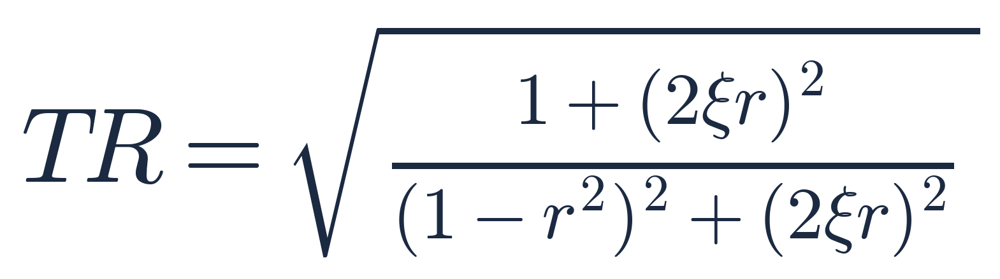 TR = √((1 + (2ξr)²) / ((1 − r²)² + (2ξr)²))